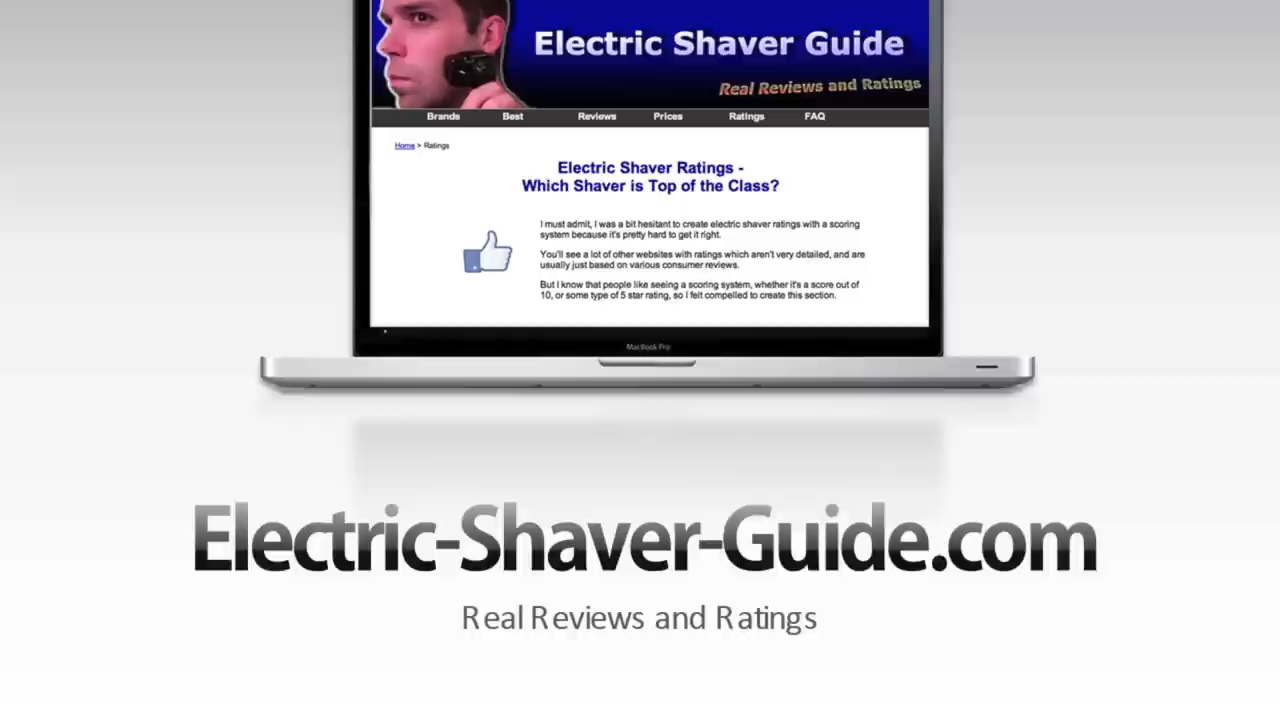 Electric Shaver Guide
Real Reviews and Ratings
Brands Best Reviews Prices Ratings FAQ
Home > Ratings
Electric Shaver Ratings -
Which Shaver is Top of the Class?
I must admit, I was a bit hesitant to create electric shaver ratings with a scoring
system because it's pretty hard to get it right.
You'll see a lot of other websites with ratings which aren't very detailed, and are
usually just based on various consumer reviews.
But I know that people like seeing a scoring system, whether it's a score out of
10, or some type of 5 star rating, so I felt compelled to create this section.
MacBook Pro
Electric-Shaver-Guide.com
Real Reviews and Ratings